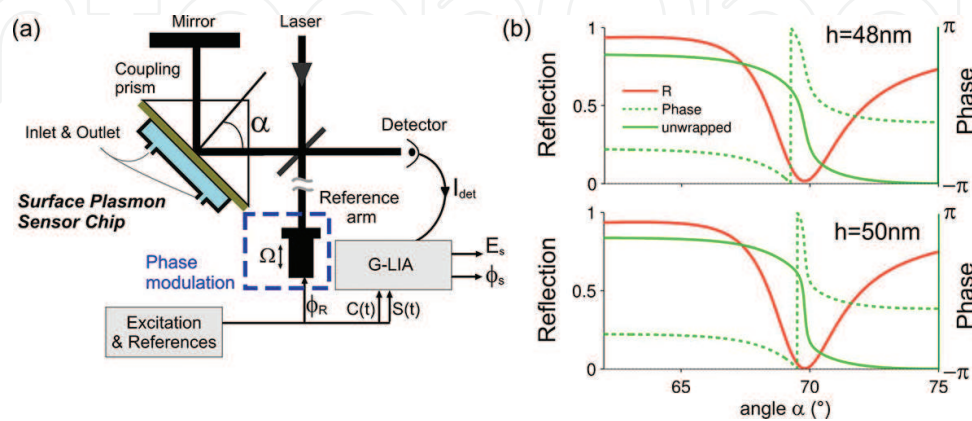 (a)
Mirror
Laser
Coupling
prism
α
Inlet & Outlet
Detector
Surface Plasmon
Sensor Chip
I_det
Reference
arm
Ω
G-LIA
E_s
ϕ_s
Phase
modulation
ϕ_R
C(t)
S(t)
Excitation
& References
(b)
1
π
h=48nm
Reflection
0.5
R
Phase
unwrapped
Phase
0
−π
1
π
h=50nm
Reflection
0.5
Phase
0
−π
65
70
75
angle α (°)